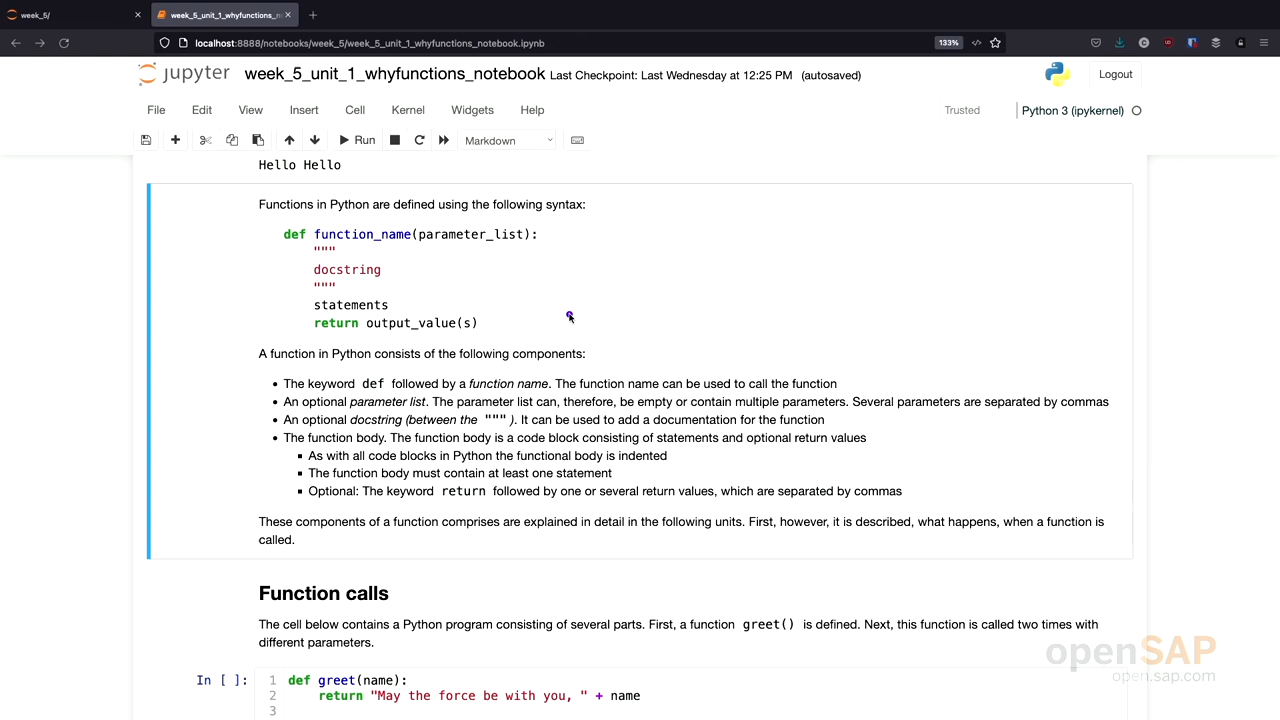 week_5/
week_5_unit_1_whyfunctions_n
localhost:8888/notebooks/week_5/week_5_unit_1_whyfunctions_notebook.ipynb
133%
jupyter week_5_unit_1_whyfunctions_notebook Last Checkpoint: Last Wednesday at 12:25 PM (autosaved)
Logout
File Edit View Insert Cell Kernel Widgets Help
Trusted
Python 3 (ipykernel)
Run
Markdown
Hello Hello
Functions in Python are defined using the following syntax:
def function_name(parameter_list):
"""
docstring
"""
statements
return output_value(s)
A function in Python consists of the following components:
• The keyword def followed by a function name. The function name can be used to call the function
• An optional parameter list. The parameter list can, therefore, be empty or contain multiple parameters. Several parameters are separated by commas
• An optional docstring (between the """ ). It can be used to add a documentation for the function
• The function body. The function body is a code block consisting of statements and optional return values
▪ As with all code blocks in Python the functional body is indented
▪ The function body must contain at least one statement
▪ Optional: The keyword return followed by one or several return values, which are separated by commas
These components of a function comprises are explained in detail in the following units. First, however, it is described, what happens, when a function is
called.
Function calls
The cell below contains a Python program consisting of several parts. First, a function greet() is defined. Next, this function is called two times with
different parameters.
openSAP
open.sap.com
In [ ]:
1 def greet(name):
2 return "May the force be with you, " + name
3